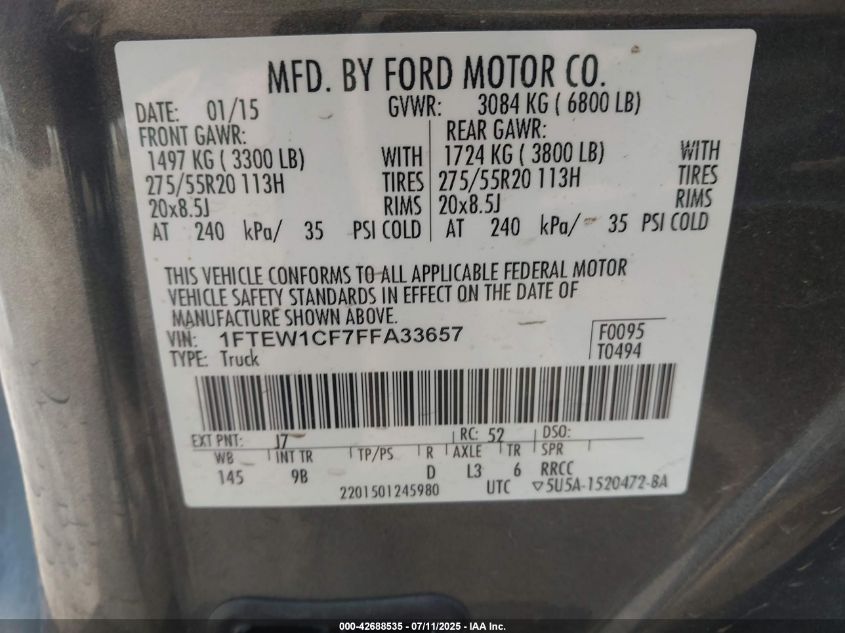 MFD. BY FORD MOTOR CO.
DATE: 01/15 GVWR: 3084 KG ( 6800 LB)
FRONT GAWR: REAR GAWR:
1497 KG ( 3300 LB) WITH 1724 KG ( 3800 LB) WITH
275/55R20 113H TIRES 275/55R20 113H TIRES
20x8.5J RIMS 20x8.5J RIMS
AT 240 kPa/ 35 PSI COLD AT 240 kPa/ 35 PSI COLD
THIS VEHICLE CONFORMS TO ALL APPLICABLE FEDERAL MOTOR
VEHICLE SAFETY STANDARDS IN EFFECT ON THE DATE OF
MANUFACTURE SHOWN ABOVE.
VIN: 1FTEW1CF7FFA33657 F0095
TYPE: Truck T0494
EXT PNT: J7 RC: 52 DSO:
WB INT TR TP/PS R AXLE TR SPR
145 9B D L3 6 RRCC
2201501245980 UTC ▽5U5A-1520472-BA
000-42688535 / 07/11/2025 - IAA Inc.